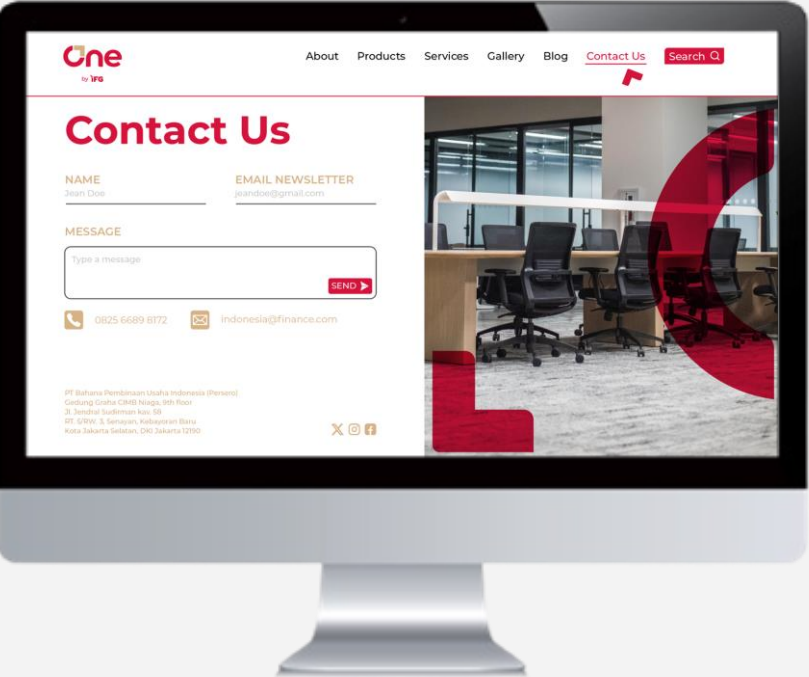 One
by IFG
About Products Services Gallery Blog Contact Us Search
Contact Us
NAME
Jean Doe
EMAIL NEWSLETTER
jeandoe@gmail.com
MESSAGE
Type a message
SEND
0825 6689 8172
indonesia@finance.com
PT Bahana Pembinaan Usaha Indonesia (Persero)
Gedung Graha CIMB Niaga, 9th Floor
Jl. Jendral Sudirman kav. 58
RT. 5/RW. 3, Senayan, Kebayoran Baru
Kota Jakarta Selatan, DKI Jakarta 12190